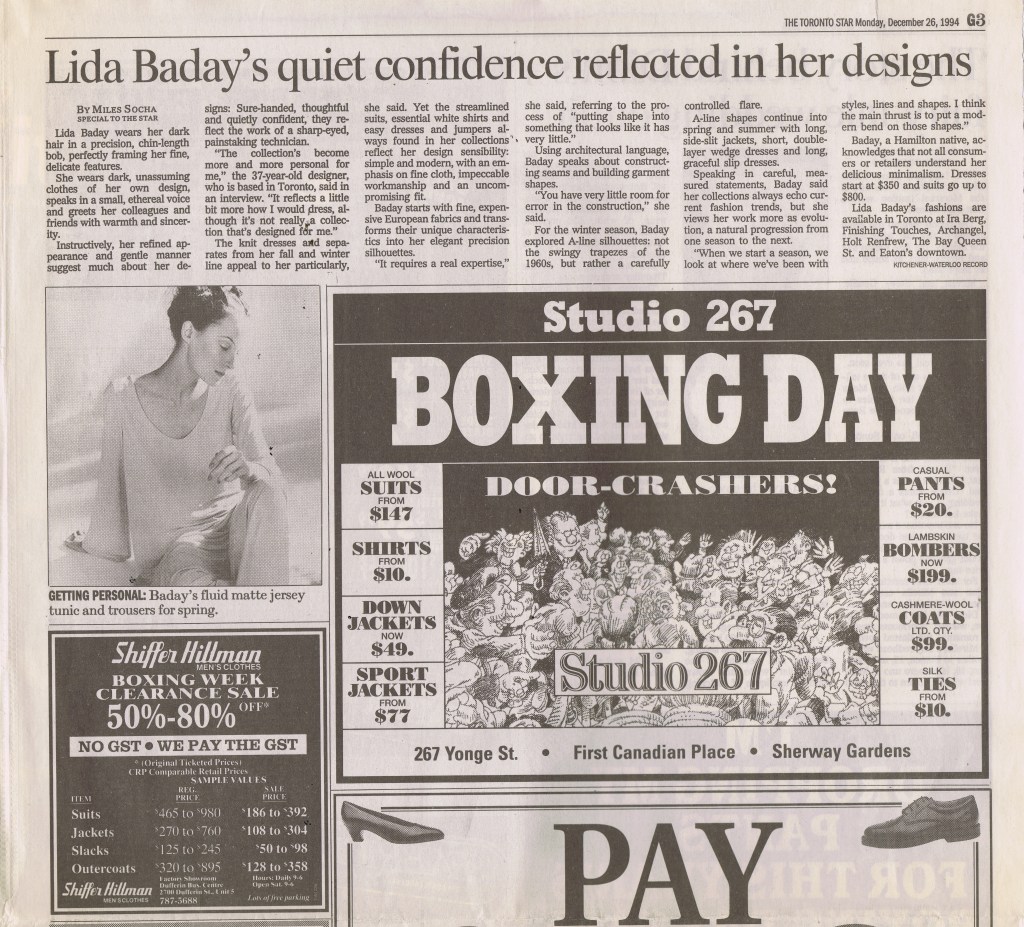 THE TORONTO STAR Monday, December 26, 1994 G3
Lida Baday's quiet confidence reflected in her designs
BY MILES SOCHA
SPECIAL TO THE STAR
Lida Baday wears her dark
hair in a precision, chin-length
bob, perfectly framing her fine,
delicate features.
She wears dark, unassuming
clothes of her own design,
speaks in a small, ethereal voice
and greets her colleagues and
friends with warmth and sincer-
ity.
Instructively, her refined ap-
pearance and gentle manner
suggest much about her de-
signs: Sure-handed, thoughtful
and quietly confident, they re-
flect the work of a sharp-eyed,
painstaking technician.
"The collection's become
more and more personal for
me," the 37-year-old designer,
who is based in Toronto, said in
an interview. "It reflects a little
bit more how I would dress, al-
though it's not really a collec-
tion that's designed for me."
The knit dresses and sepa-
rates from her fall and winter
line appeal to her particularly,
she said. Yet the streamlined
suits, essential white shirts and
easy dresses and jumpers al-
ways found in her collections
reflect her design sensibility:
simple and modern, with an em-
phasis on fine cloth, impeccable
workmanship and an uncom-
promising fit.
Baday starts with fine, expen-
sive European fabrics and trans-
forms their unique characteris-
tics into her elegant precision
silhouettes.
"It requires a real expertise,"
she said, referring to the pro-
cess of "putting shape into
something that looks like it has
very little."
Using architectural language,
Baday speaks about construct-
ing seams and building garment
shapes.
"You have very little room for
error in the construction," she
said.
For the winter season, Baday
explored A-line silhouettes: not
the swingy trapezes of the
1960s, but rather a carefully
controlled flare.
A-line shapes continue into
spring and summer with long,
side-slit jackets, short, double-
layer wedge dresses and long,
graceful slip dresses.
Speaking in careful, mea-
sured statements, Baday said
her collections always echo cur-
rent fashion trends, but she
views her work more as evolu-
tion, a natural progression from
one season to the next.
"When we start a season, we
look at where we've been with
styles, lines and shapes. I think
the main thrust is to put a mod-
ern bend on those shapes."
Baday, a Hamilton native, ac-
knowledges that not all consum-
ers or retailers understand her
delicious minimalism. Dresses
start at $350 and suits go up to
$800.
Lida Baday's fashions are
available in Toronto at Ira Berg,
Finishing Touches, Archangel,
Holt Renfrew, The Bay Queen
St. and Eaton's downtown.
KITCHENER-WATERLOO RECORD
GETTING PERSONAL: Baday's fluid matte jersey
tunic and trousers for spring.
Shiffer Hillman
MEN'S CLOTHES
BOXING WEEK
CLEARANCE SALE
50%-80% OFF*
NO GST • WE PAY THE GST
* (Original Ticketed Prices)
CRP Comparable Retail Prices
SAMPLE VALUES
ITEM REG. PRICE SALE PRICE
Suits $465 to $980 $186 to $392
Jackets $270 to $760 $108 to $304
Slacks $125 to $245 $50 to $98
Outercoats $320 to $895 $128 to $358
Shiffer Hillman
MEN'S CLOTHES
Factory Showroom
Dufferin Bus. Centre
2700 Dufferin St., Unit 5
787-5688
Hours: Daily 9-6
Open Sat. 9-6
Lots of free parking
Studio 267
BOXING DAY
DOOR-CRASHERS!
ALL WOOL
SUITS
FROM
$147
SHIRTS
FROM
$10.
DOWN
JACKETS
NOW
$49.
SPORT
JACKETS
FROM
$77
Studio 267
CASUAL
PANTS
FROM
$20.
LAMBSKIN
BOMBERS
NOW
$199.
CASHMERE-WOOL
COATS
LTD. QTY.
$99.
SILK
TIES
FROM
$10.
267 Yonge St. • First Canadian Place • Sherway Gardens
PAY